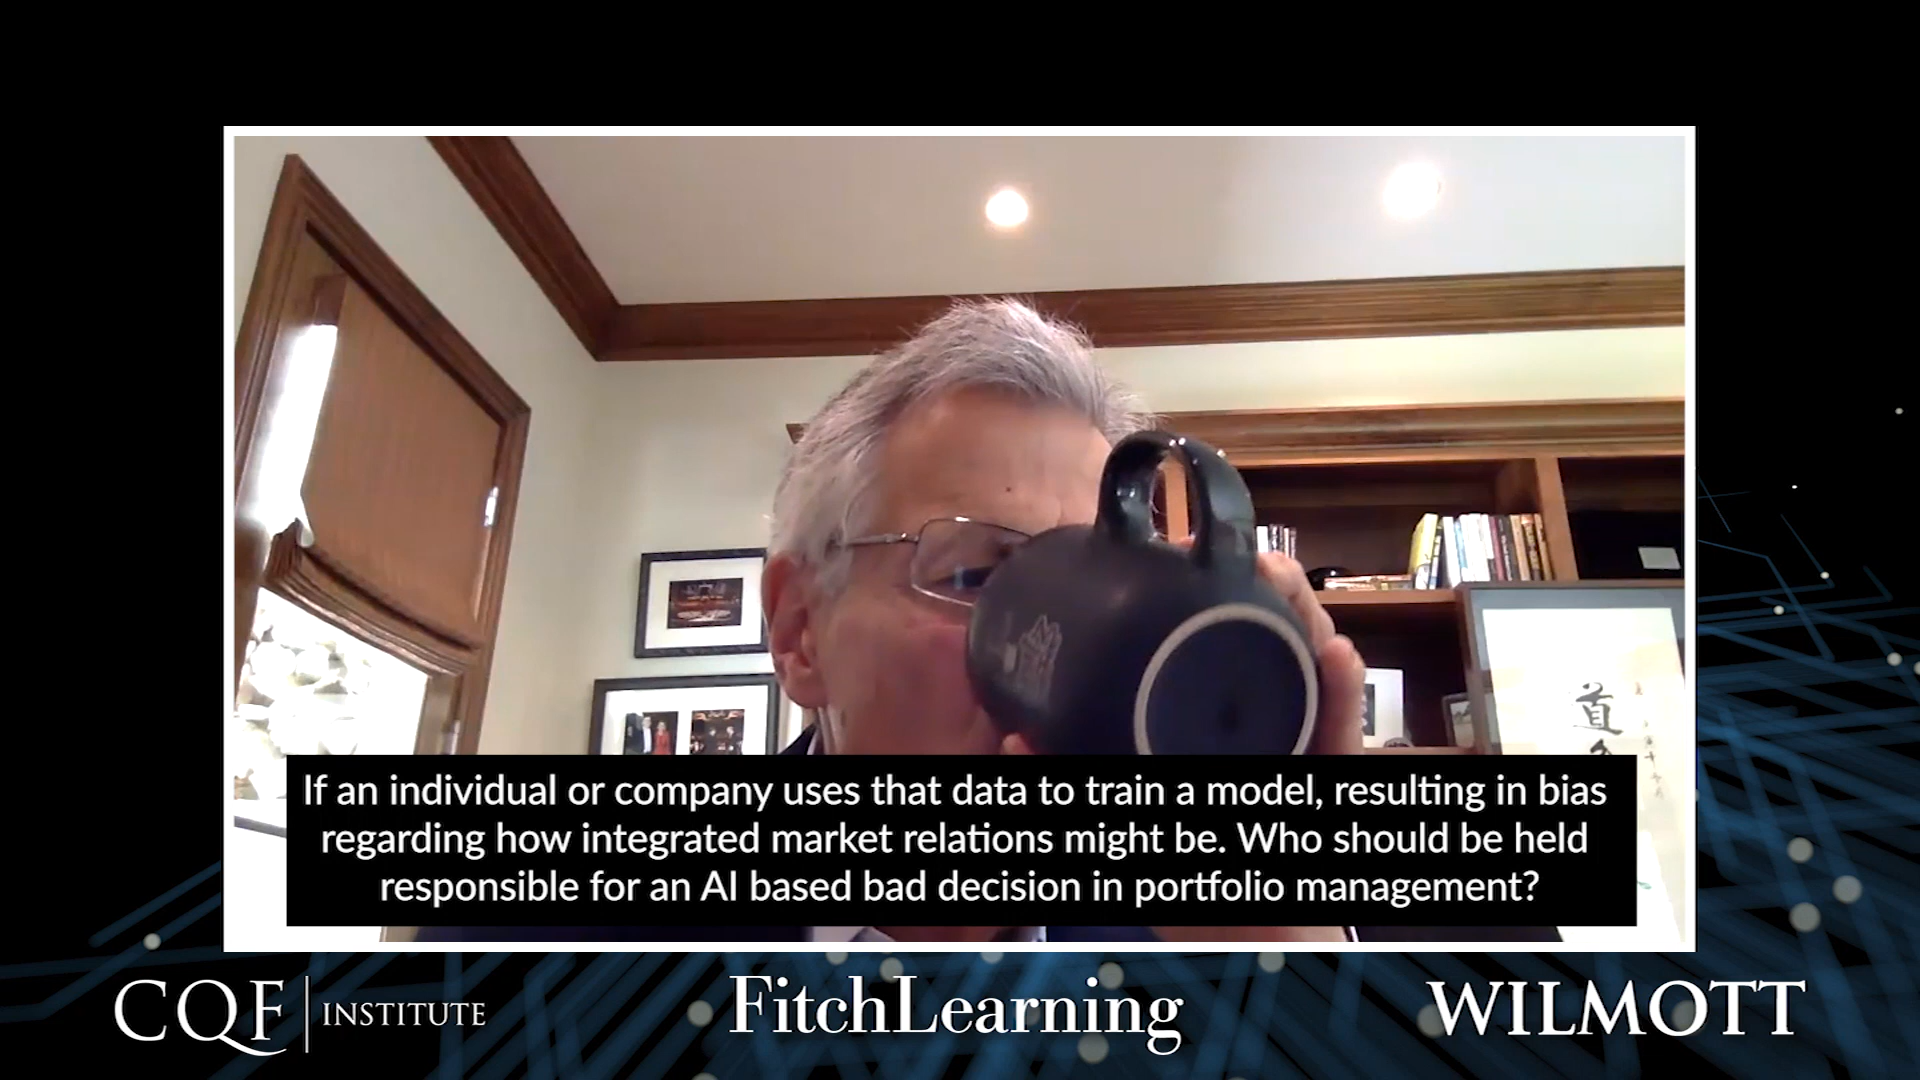 道
If an individual or company uses that data to train a model, resulting in bias
regarding how integrated market relations might be. Who should be held
responsible for an AI based bad decision in portfolio management?
CQF INSTITUTE
FitchLearning
WILMOTT